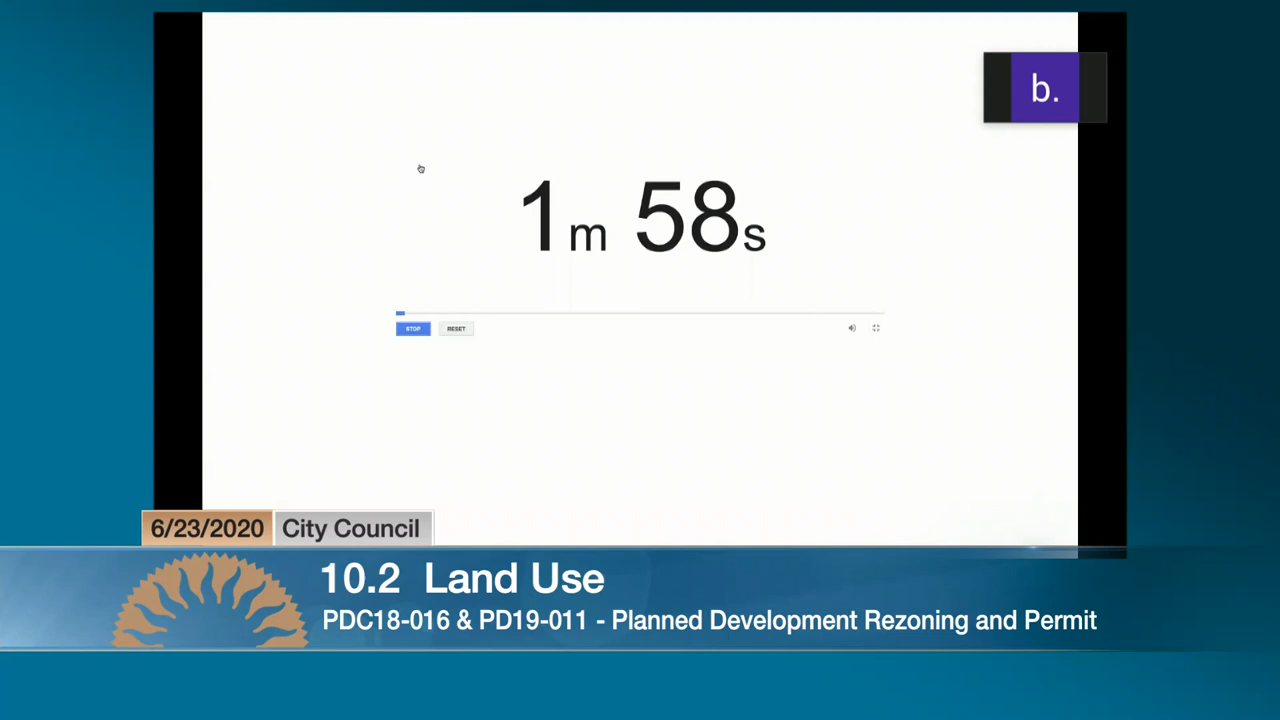 b.
1m 58s
STOP RESET
6/23/2020 City Council
10.2 Land Use
PDC18-016 & PD19-011 - Planned Development Rezoning and Permit